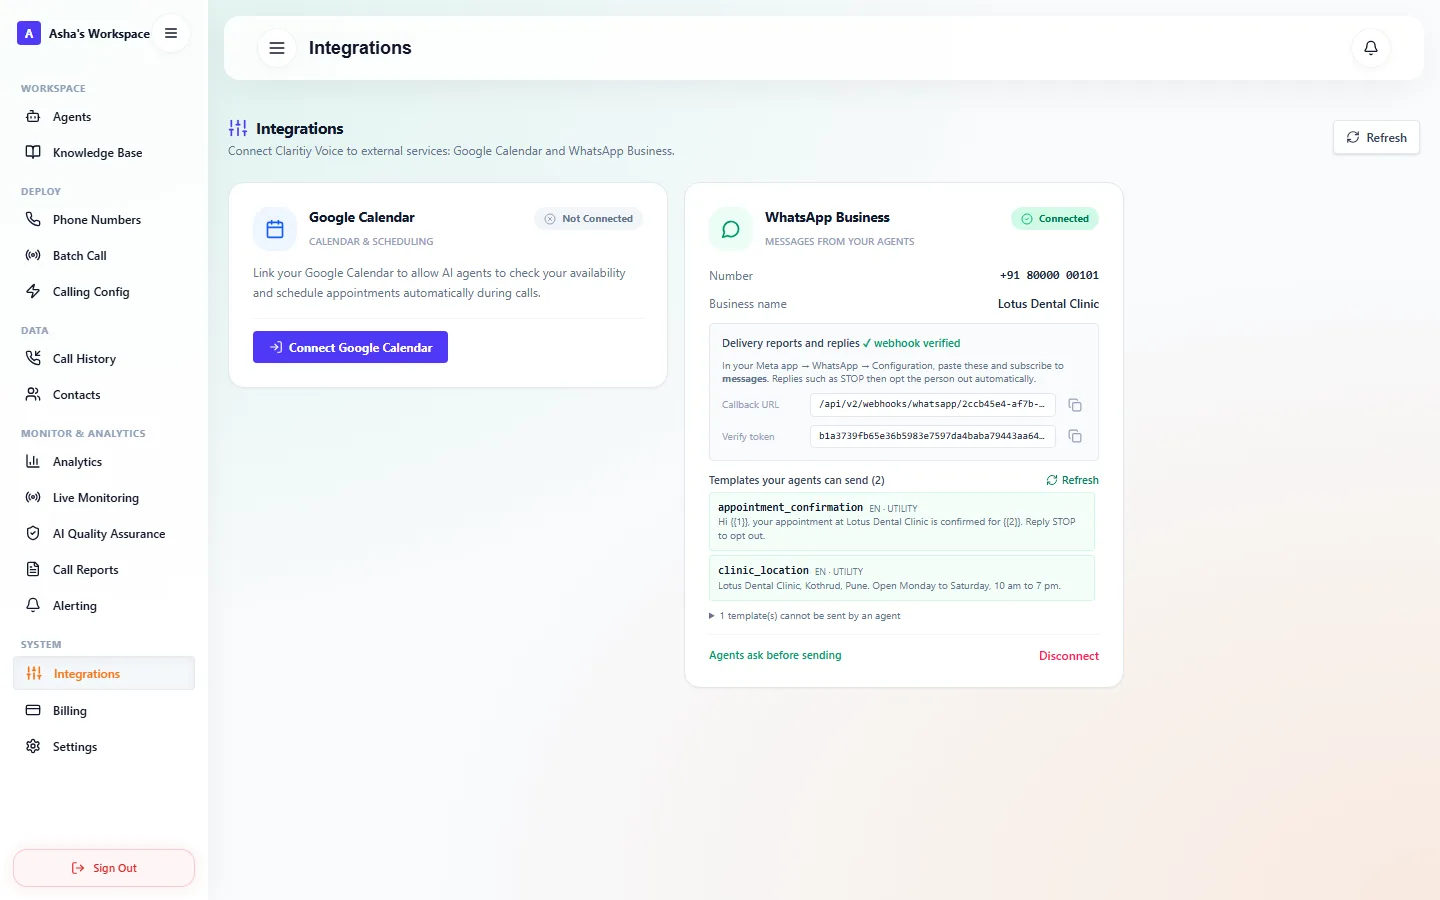 A Asha's Workspace
WORKSPACE
Agents
Knowledge Base
DEPLOY
Phone Numbers
Batch Call
Calling Config
DATA
Call History
Contacts
MONITOR & ANALYTICS
Analytics
Live Monitoring
AI Quality Assurance
Call Reports
Alerting
SYSTEM
Integrations
Billing
Settings
Sign Out
Integrations
Integrations
Connect Claritiy Voice to external services: Google Calendar and WhatsApp Business.
Refresh
Google Calendar
Not Connected
CALENDAR & SCHEDULING
Link your Google Calendar to allow AI agents to check your availability
and schedule appointments automatically during calls.
Connect Google Calendar
WhatsApp Business
Connected
MESSAGES FROM YOUR AGENTS
Number +91 80000 00101
Business name Lotus Dental Clinic
Delivery reports and replies ✓ webhook verified
In your Meta app → WhatsApp → Configuration, paste these and subscribe to
messages. Replies such as STOP then opt the person out automatically.
Callback URL /api/v2/webhooks/whatsapp/2ccb45e4-af7b-…
Verify token b1a3739fb65e36b5983e7597da4baba79443aa64…
Templates your agents can send (2) Refresh
appointment_confirmation EN · UTILITY
Hi {{1}}, your appointment at Lotus Dental Clinic is confirmed for {{2}}. Reply STOP
to opt out.
clinic_location EN · UTILITY
Lotus Dental Clinic, Kothrud, Pune. Open Monday to Saturday, 10 am to 7 pm.
▶ 1 template(s) cannot be sent by an agent
Agents ask before sending Disconnect